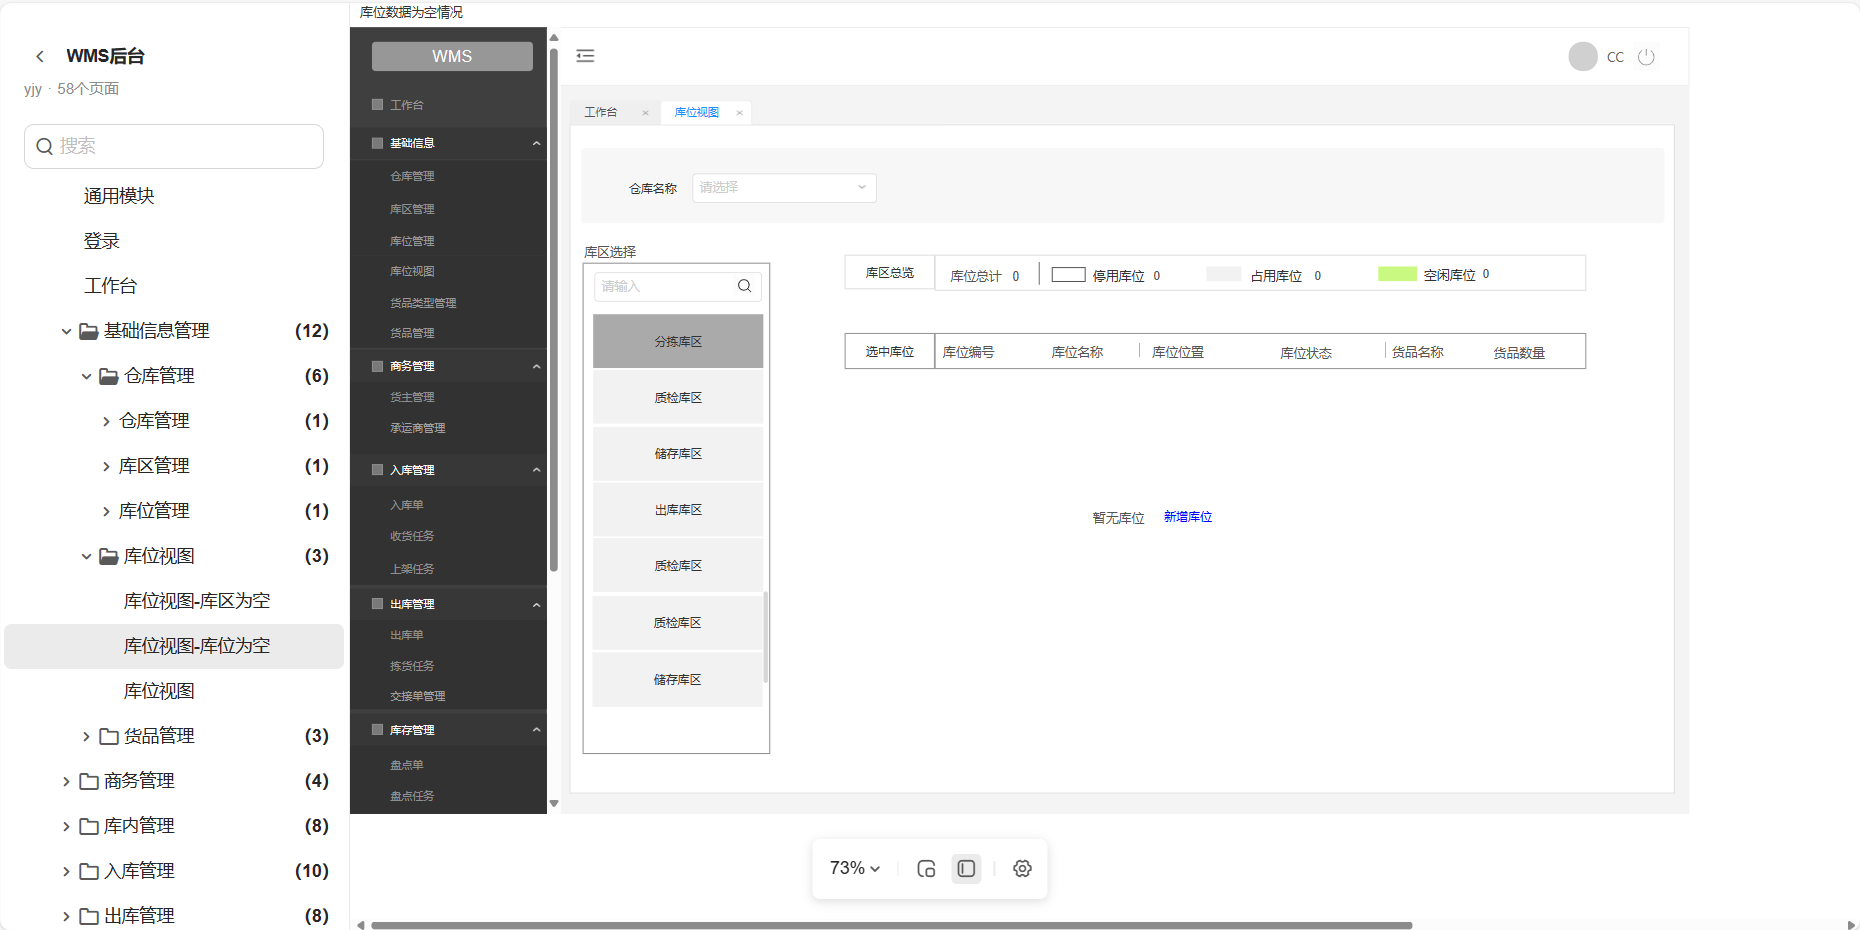 WMS后台
yjy · 58个页面
搜索
通用模块
登录
工作台
基础信息管理 (12)
仓库管理 (6)
仓库管理 (1)
库区管理 (1)
库位管理 (1)
库位视图 (3)
库位视图-库区为空
库位视图-库位为空
库位视图
货品管理 (3)
商务管理 (4)
库内管理 (8)
入库管理 (10)
出库管理 (8)
库位数据为空情况
WMS
工作台
基础信息
仓库管理
库区管理
库位管理
库位视图
货品类型管理
货品管理
商务管理
货主管理
承运商管理
入库管理
入库单
收货任务
上架任务
出库管理
出库单
拣货任务
交接单管理
库存管理
盘点单
盘点任务
CC
工作台 × 库位视图 ×
仓库名称 请选择
库区选择
请输入
分拣库区
质检库区
储存库区
出库库区
质检库区
质检库区
储存库区
库区总览 库位总计 0 停用库位 0 占用库位 0 空闲库位 0
选中库位 库位编号 库位名称 库位位置 库位状态 货品名称 货品数量
暂无库位 新增库位
73%